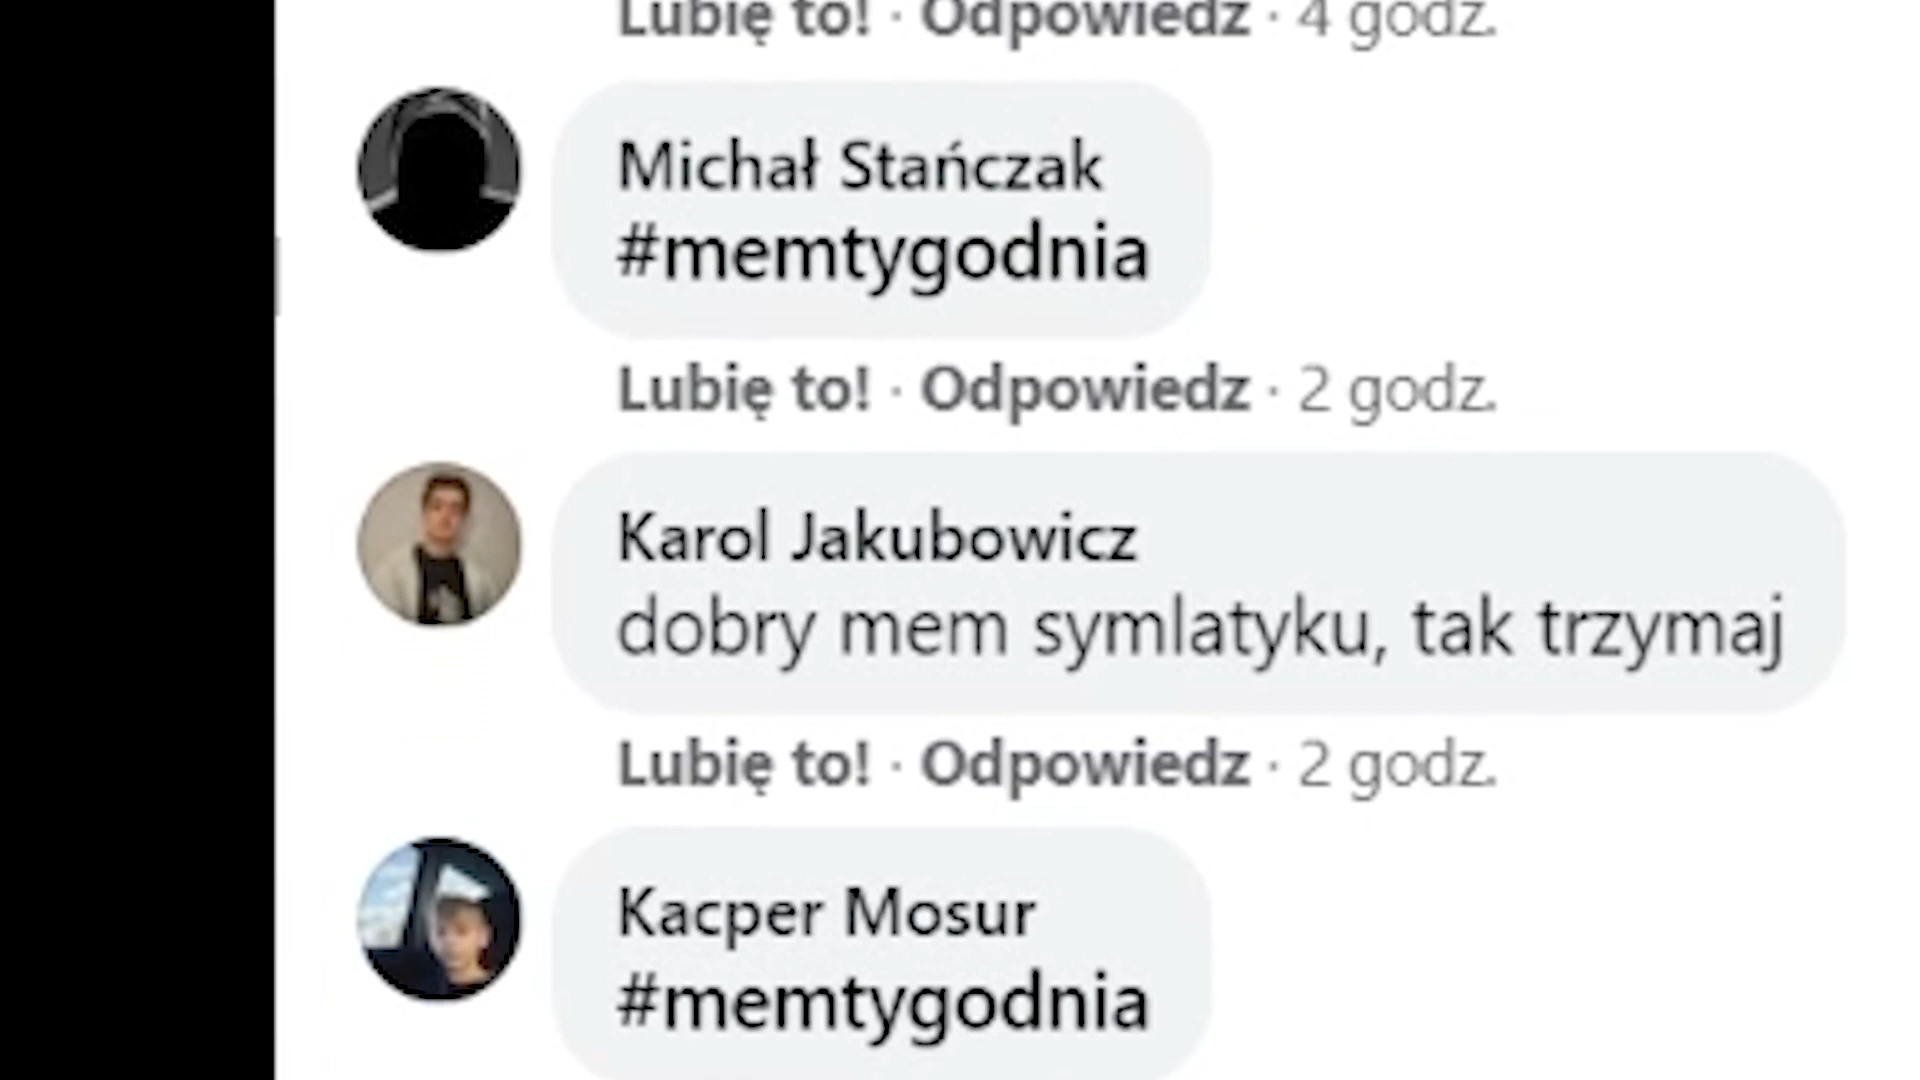 Lubię to! · Odpowiedz · 4 godz.
Michał Stańczak
#memtygodnia
Lubię to! · Odpowiedz · 2 godz.
Karol Jakubowicz
dobry mem symlatyku, tak trzymaj
Lubię to! · Odpowiedz · 2 godz.
Kacper Mosur
#memtygodnia